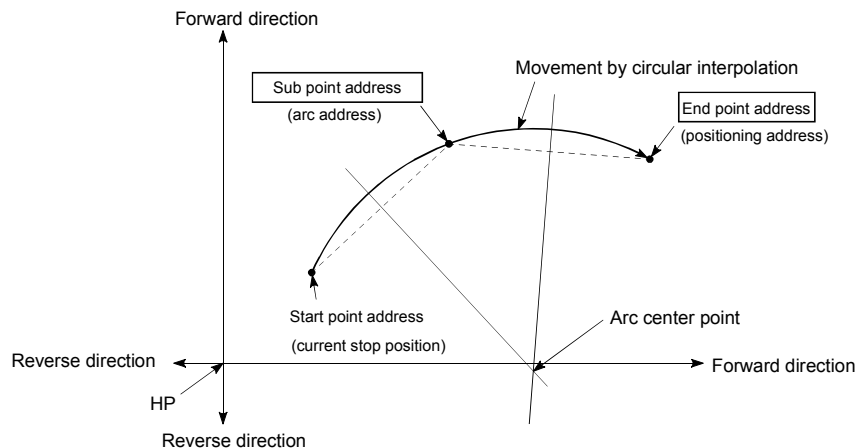 Forward direction
Movement by circular interpolation
Sub point address
(arc address)
End point address
(positioning address)
Start point address
(current stop position)
Arc center point
Reverse direction
Forward direction
HP
Reverse direction